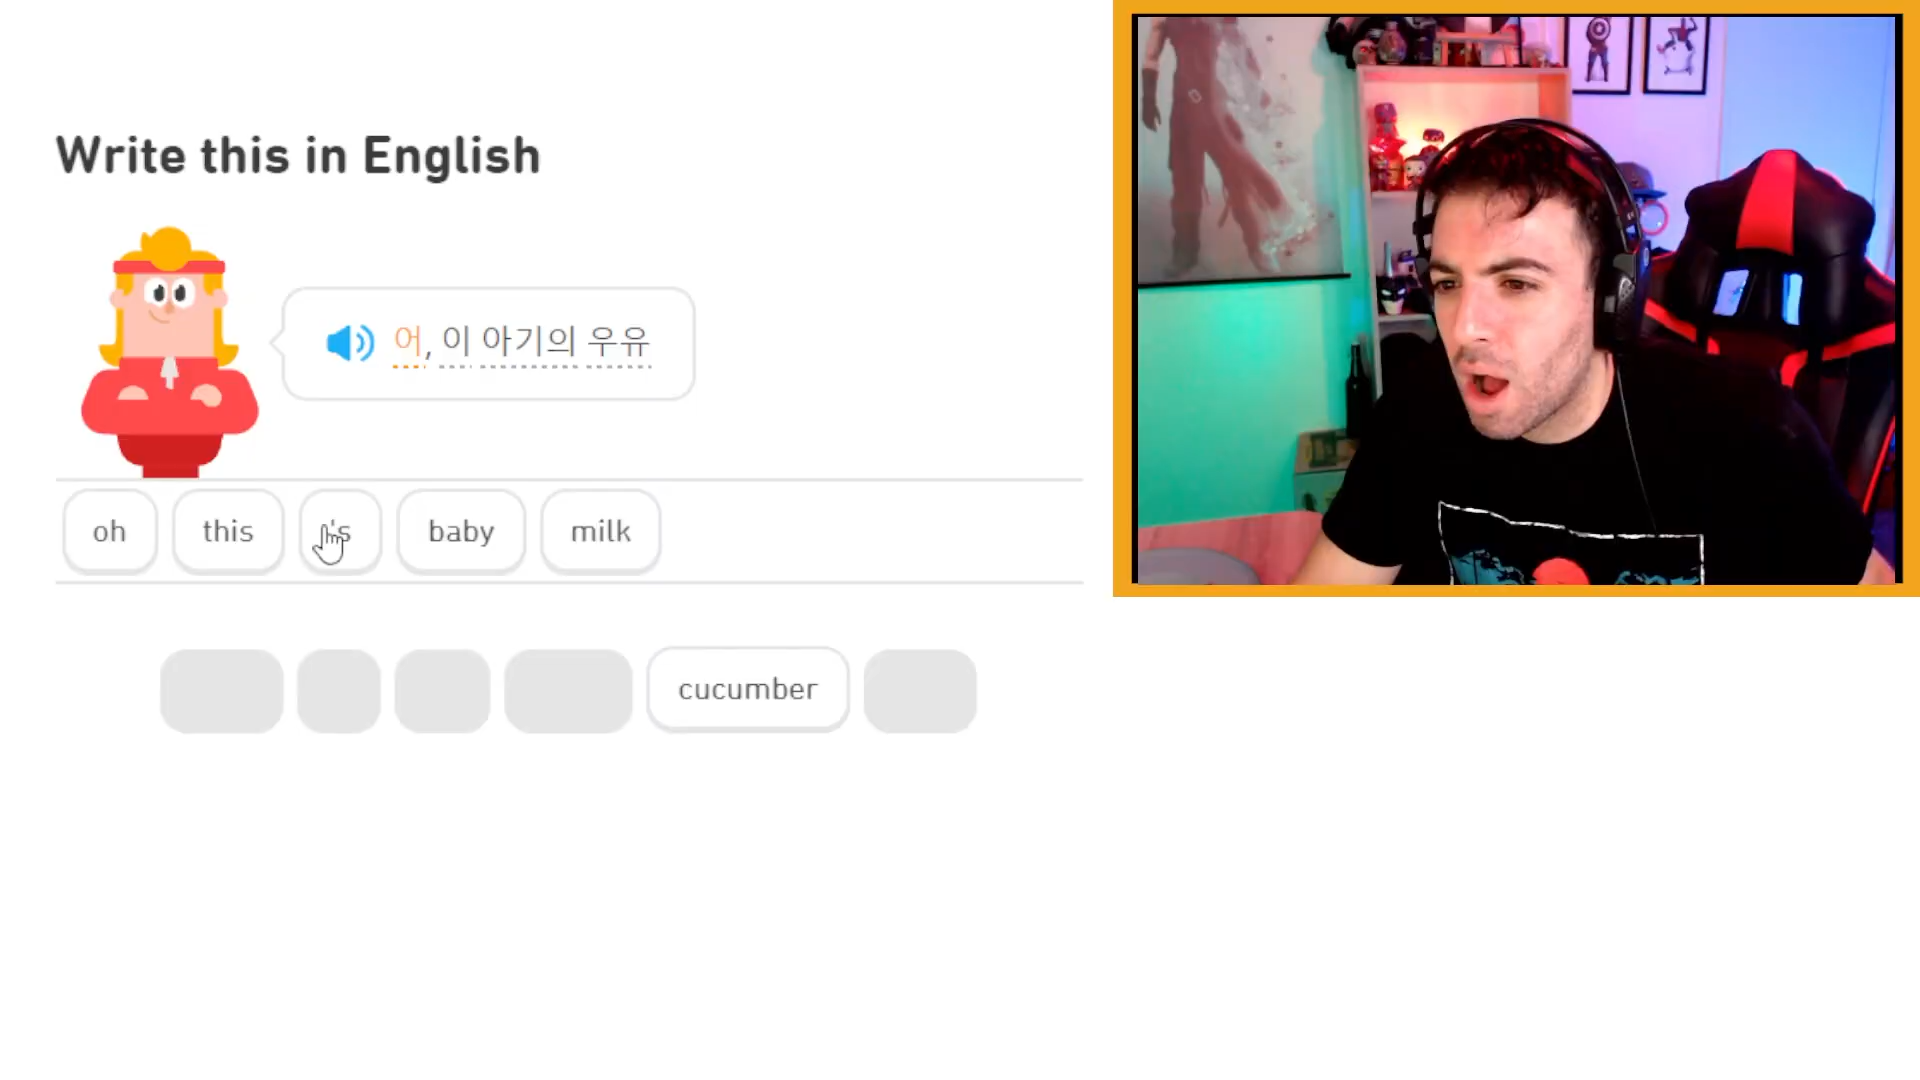 Write this in English
어, 이 아기의 우유
oh this 's baby milk
cucumber